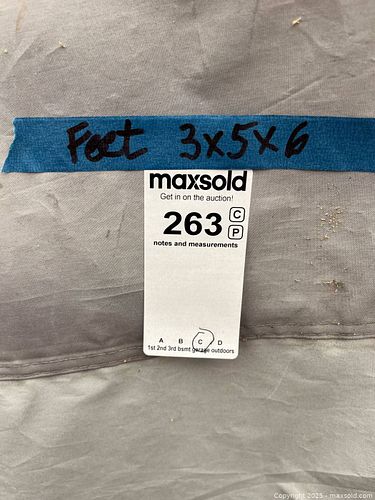 Feet 3x5x6
maxsold
Get in on the auction!
263 C
P
notes and measurements
A B C D
1st 2nd 3rd bsmt garage outdoors
Copyright 2025 - maxsold.com